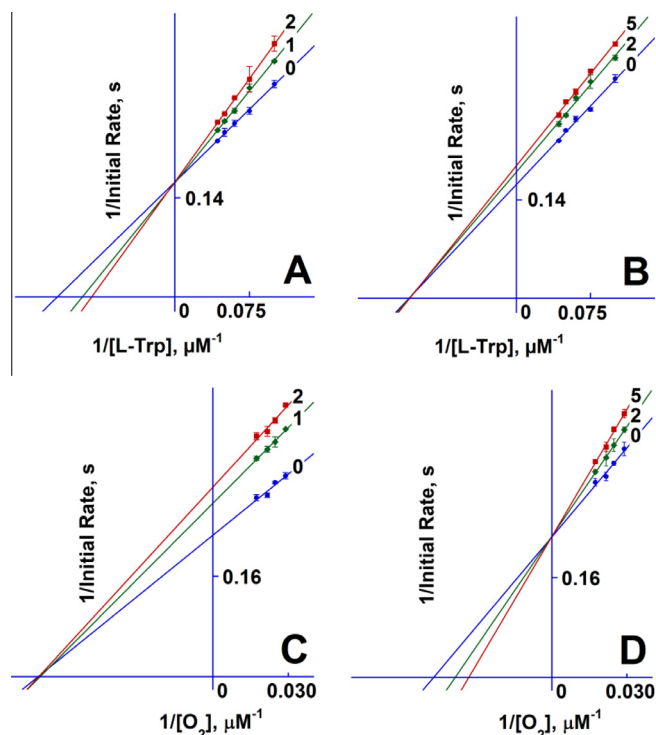 2
1
0
1/Initial Rate, s
0.14
A
0
0.075
1/[L-Trp], µM⁻¹
5
2
0
1/Initial Rate, s
0.14
B
0
0.075
1/[L-Trp], µM⁻¹
2
1
0
1/Initial Rate, s
0.16
C
0
0.030
1/[O₂], µM⁻¹
5
2
0
1/Initial Rate, s
0.16
D
0
0.030
1/[O₂], µM⁻¹